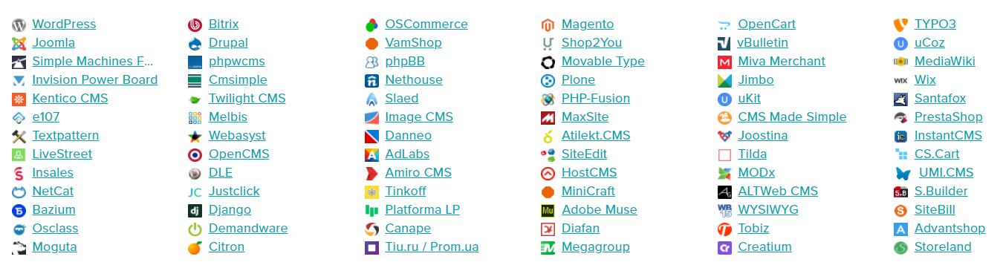 WordPress Bitrix OSCommerce Magento OpenCart TYPO3
Joomla Drupal VamShop Shop2You vBulletin uCoz
Simple Machines F... phpwcms phpBB Movable Type Miva Merchant MediaWiki
Invision Power Board Cmsimple Nethouse Plone Jimbo Wix
Kentico CMS Twilight CMS Slaed PHP-Fusion uKit Santafox
e107 Melbis Image CMS MaxSite CMS Made Simple PrestaShop
Textpattern Webasyst Danneo Atilekt.CMS Joostina InstantCMS
LiveStreet OpenCMS AdLabs SiteEdit Tilda CS.Cart
Insales DLE Amiro CMS HostCMS MODx UMI.CMS
NetCat Justclick Tinkoff MiniCraft ALTWeb CMS S.Builder
Bazium Django Platforma LP Adobe Muse WYSIWYG SiteBill
Osclass Demandware Canape Diafan Tobiz Advantshop
Moguta Citron Tiu.ru / Prom.ua Megagroup Creatium Storeland